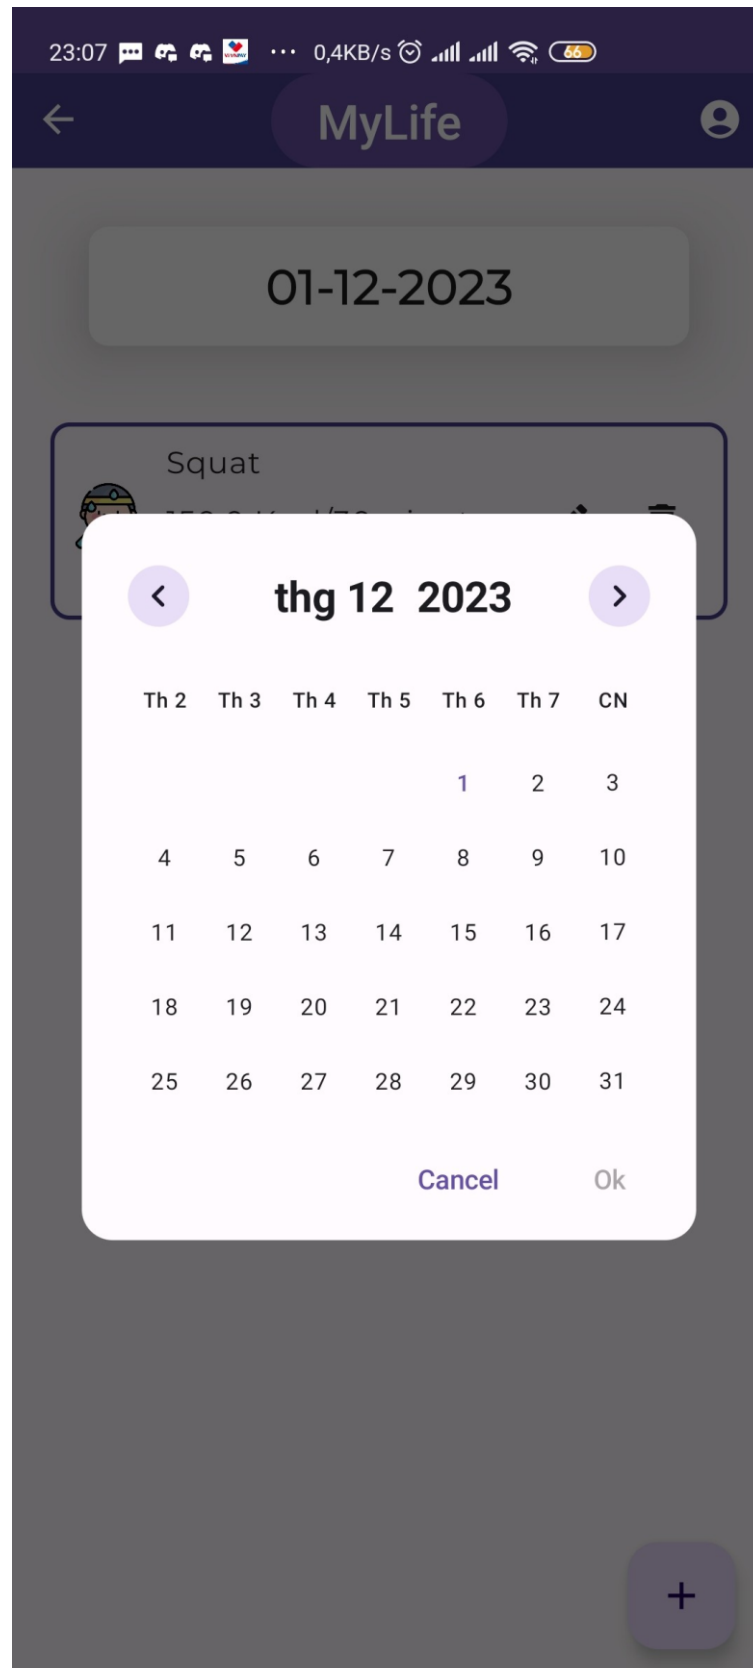 23:07 ... 0,4KB/s 66
MyLife
01-12-2023
Squat
thg 12 2023
Th 2 Th 3 Th 4 Th 5 Th 6 Th 7 CN
1 2 3
4 5 6 7 8 9 10
11 12 13 14 15 16 17
18 19 20 21 22 23 24
25 26 27 28 29 30 31
Cancel Ok
+